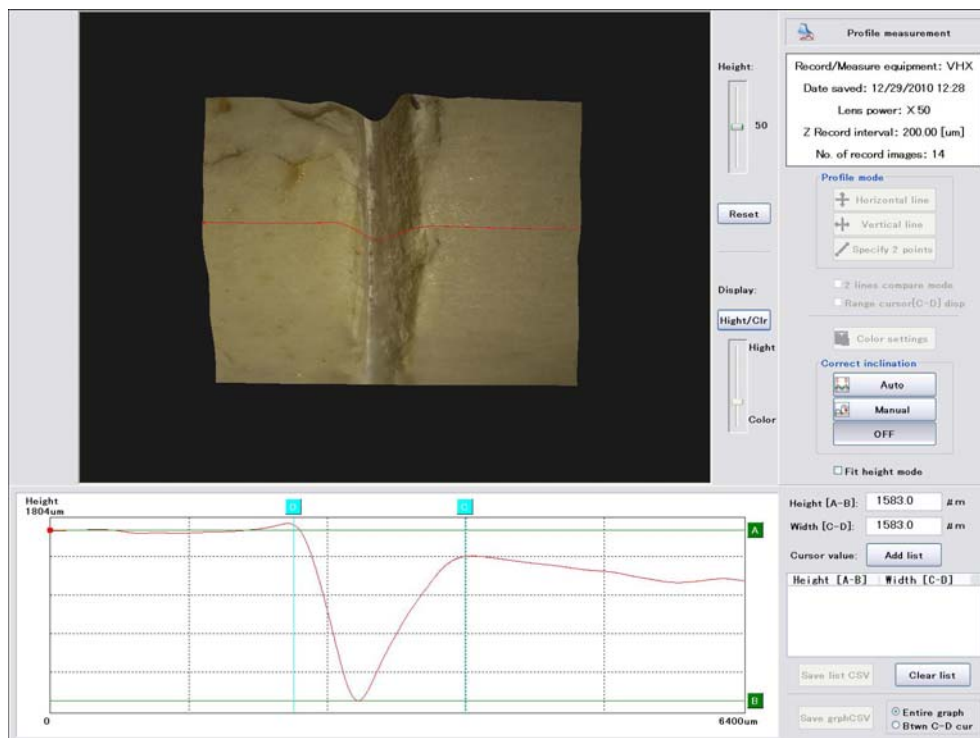 Profile measurement
Record/Measure equipment: VHX
Date saved: 12/29/2010 12:28
Lens power: X50
Z Record interval: 200.00 [um]
No. of record images: 14
Height:
50
Reset
Display:
Hight/Clr
Hight
Color
Profile mode
Horizontal line
Vertical line
Specify 2 points
2 lines compare mode
Range cursor[C-D] disp
Color settings
Correct inclination
Auto
Manual
OFF
Fit height mode
Height
1804um
D
C
A
B
0
6400um
Height [A-B]: 1583.0 μm
Width [C-D]: 1583.0 μm
Cursor value: Add list
Height [A-B] Width [C-D]
Save list CSV Clear list
Save grphCSV
Entire graph
Btwn C-D cur